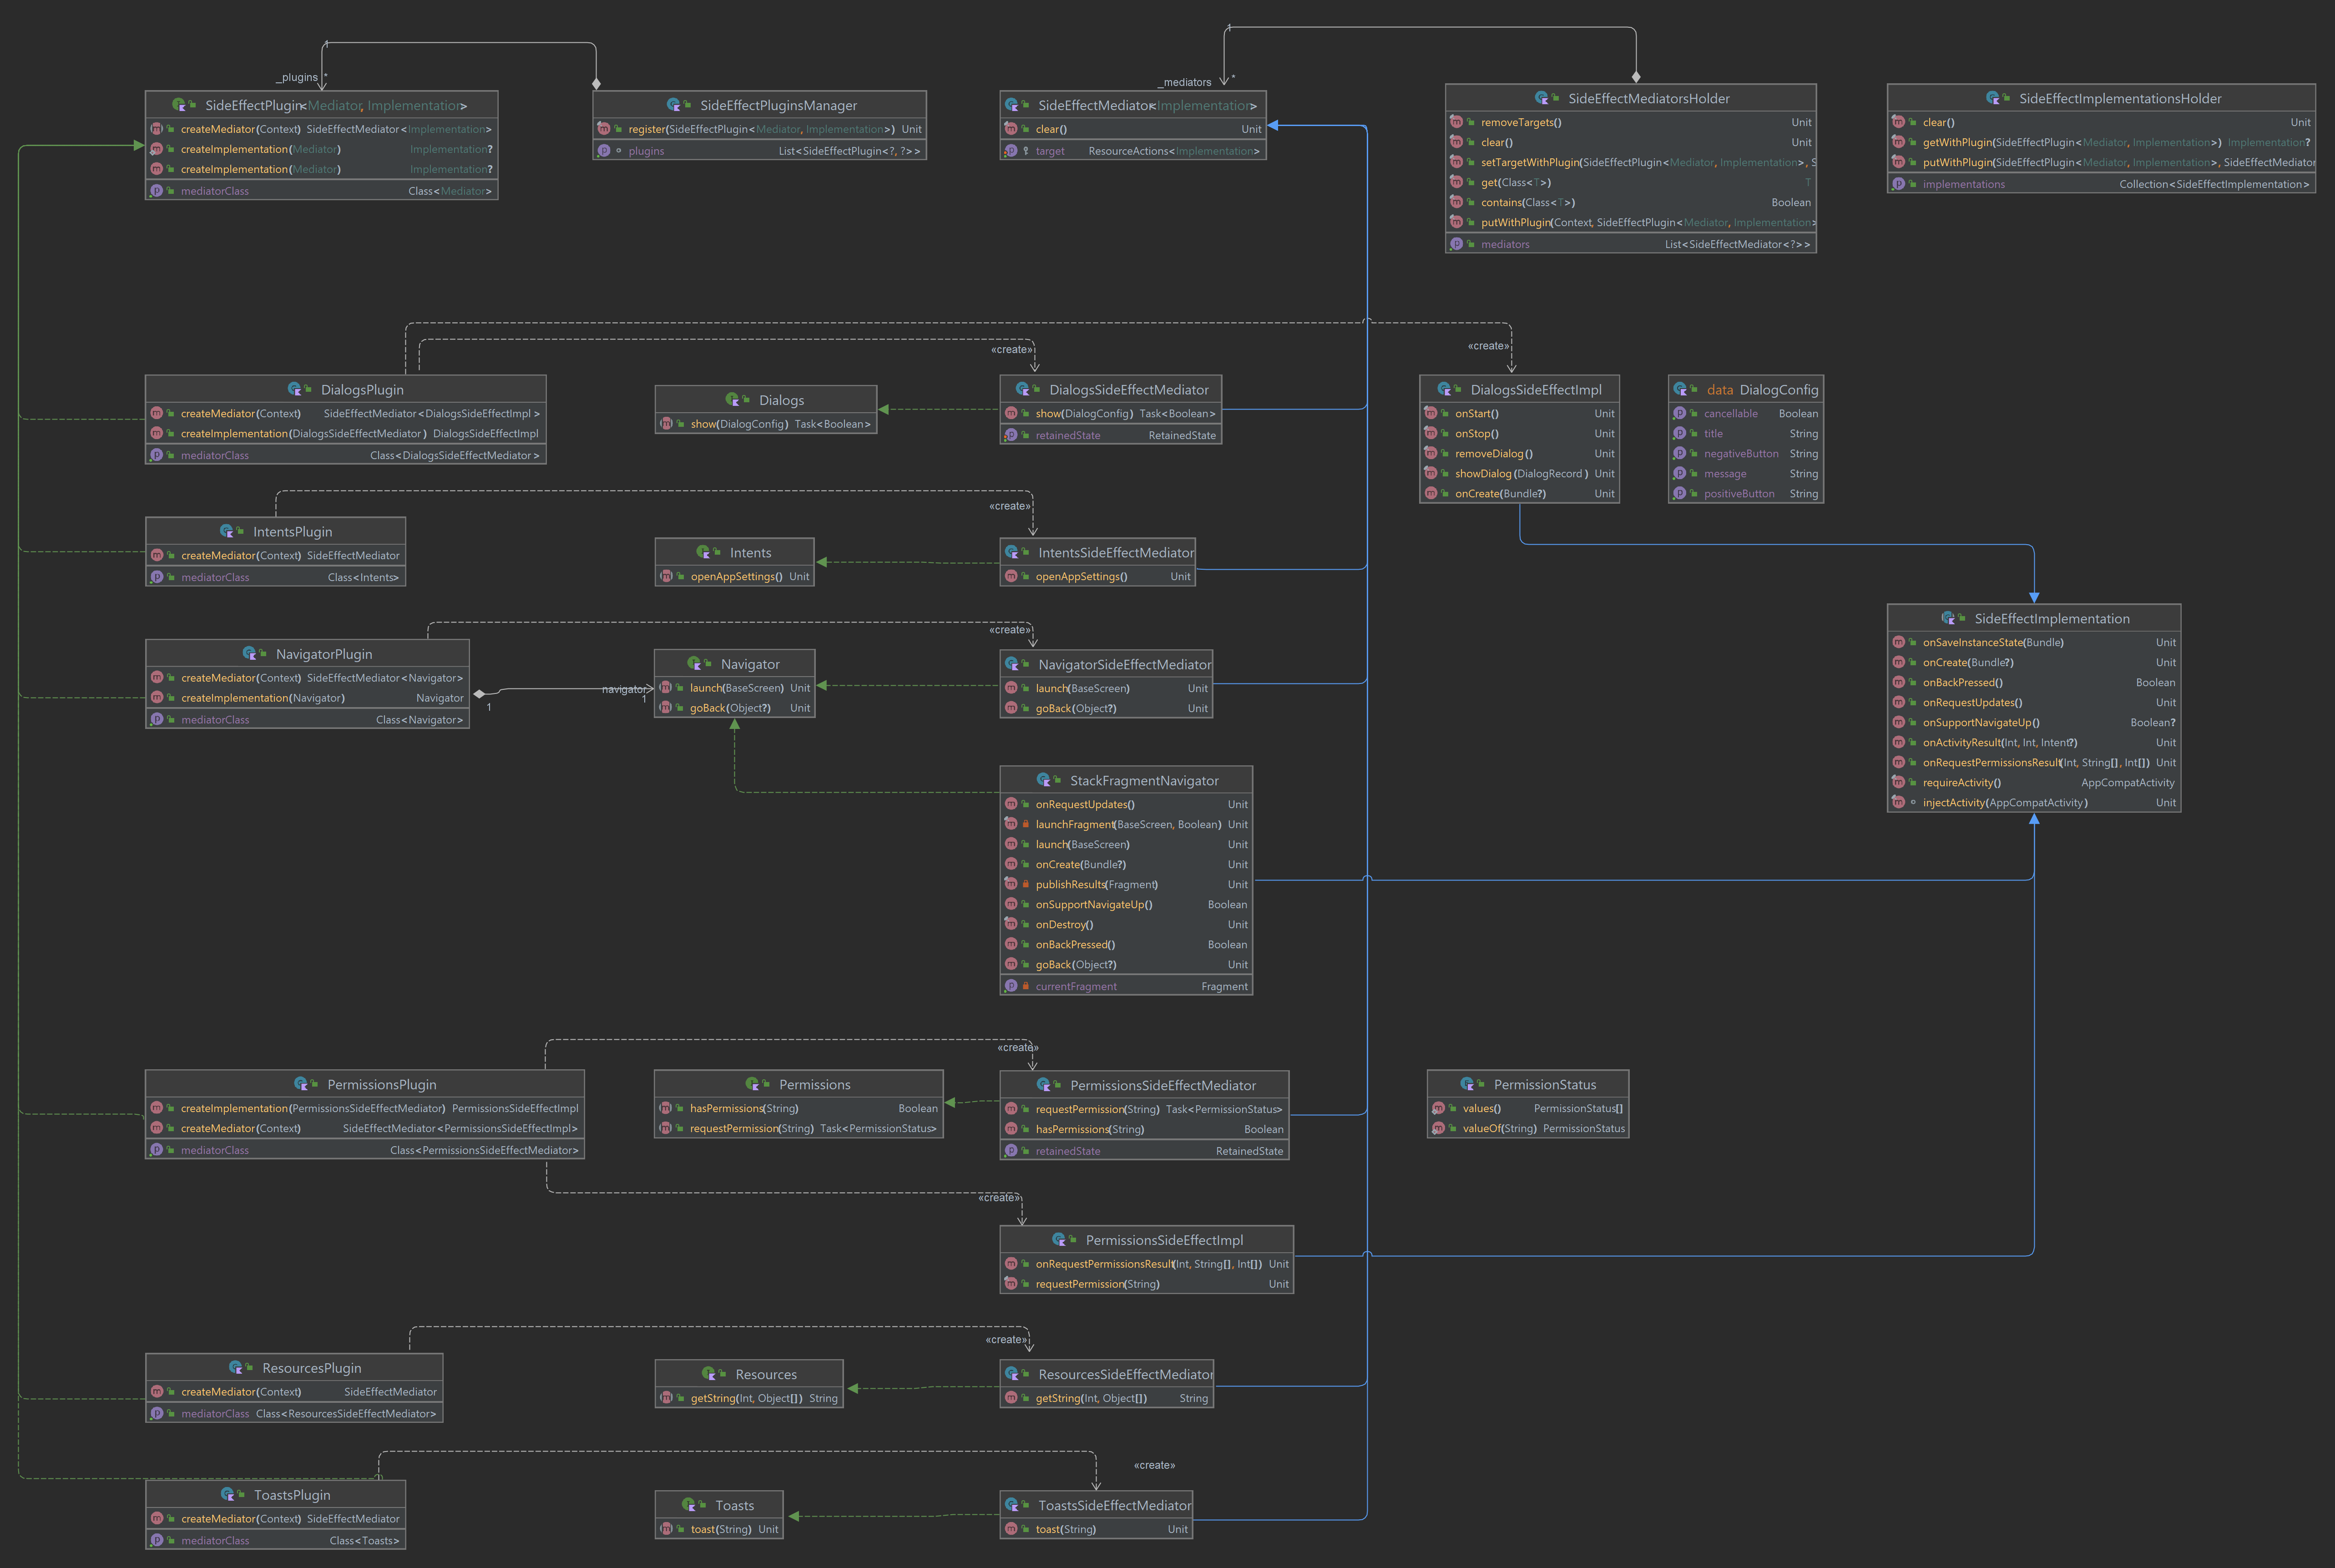 1
_plugins *
SideEffectPlugin<Mediator, Implementation>
createMediator(Context) SideEffectMediator<Implementation>
createImplementation(Mediator) Implementation?
createImplementation(Mediator) Implementation?
mediatorClass Class<Mediator>
SideEffectPluginsManager
register(SideEffectPlugin<Mediator, Implementation>) Unit
plugins List<SideEffectPlugin<?, ?>>
1
_mediators *
SideEffectMediator<Implementation>
clear() Unit
target ResourceActions<Implementation>
SideEffectMediatorsHolder
removeTargets() Unit
clear() Unit
setTargetWithPlugin(SideEffectPlugin<Mediator, Implementation>, S
get(Class<T>) T
contains(Class<T>) Boolean
putWithPlugin(Context, SideEffectPlugin<Mediator, Implementation>
mediators List<SideEffectMediator<?>>
SideEffectImplementationsHolder
clear() Unit
getWithPlugin(SideEffectPlugin<Mediator, Implementation>) Implementation?
putWithPlugin(SideEffectPlugin<Mediator, Implementation>, SideEffectMediator
implementations Collection<SideEffectImplementation>
«create»
«create»
DialogsPlugin
createMediator(Context) SideEffectMediator<DialogsSideEffectImpl>
createImplementation(DialogsSideEffectMediator) DialogsSideEffectImpl
mediatorClass Class<DialogsSideEffectMediator>
Dialogs
show(DialogConfig) Task<Boolean>
DialogsSideEffectMediator
show(DialogConfig) Task<Boolean>
retainedState RetainedState
DialogsSideEffectImpl
onStart() Unit
onStop() Unit
removeDialog() Unit
showDialog(DialogRecord) Unit
onCreate(Bundle?) Unit
data DialogConfig
cancellable Boolean
title String
negativeButton String
message String
positiveButton String
«create»
IntentsPlugin
createMediator(Context) SideEffectMediator
mediatorClass Class<Intents>
Intents
openAppSettings() Unit
IntentsSideEffectMediator
openAppSettings() Unit
«create»
NavigatorPlugin
createMediator(Context) SideEffectMediator<Navigator>
createImplementation(Navigator) Navigator
mediatorClass Class<Navigator>
1
navigator
1
Navigator
launch(BaseScreen) Unit
goBack(Object?) Unit
NavigatorSideEffectMediator
launch(BaseScreen) Unit
goBack(Object?) Unit
SideEffectImplementation
onSaveInstanceState(Bundle) Unit
onCreate(Bundle?) Unit
onBackPressed() Boolean
onRequestUpdates() Unit
onSupportNavigateUp() Boolean?
onActivityResult(Int, Int, Intent?) Unit
onRequestPermissionsResult(Int, String[], Int[]) Unit
requireActivity() AppCompatActivity
injectActivity(AppCompatActivity) Unit
StackFragmentNavigator
onRequestUpdates() Unit
launchFragment(BaseScreen, Boolean) Unit
launch(BaseScreen) Unit
onCreate(Bundle?) Unit
publishResults(Fragment) Unit
onSupportNavigateUp() Boolean
onDestroy() Unit
onBackPressed() Boolean
goBack(Object?) Unit
currentFragment Fragment
«create»
PermissionsPlugin
createImplementation(PermissionsSideEffectMediator) PermissionsSideEffectImpl
createMediator(Context) SideEffectMediator<PermissionsSideEffectImpl>
mediatorClass Class<PermissionsSideEffectMediator>
Permissions
hasPermissions(String) Boolean
requestPermission(String) Task<PermissionStatus>
PermissionsSideEffectMediator
requestPermission(String) Task<PermissionStatus>
hasPermissions(String) Boolean
retainedState RetainedState
PermissionStatus
values() PermissionStatus[]
valueOf(String) PermissionStatus
«create»
PermissionsSideEffectImpl
onRequestPermissionsResult(Int, String[], Int[]) Unit
requestPermission(String) Unit
«create»
ResourcesPlugin
createMediator(Context) SideEffectMediator
mediatorClass Class<ResourcesSideEffectMediator>
Resources
getString(Int, Object[]) String
ResourcesSideEffectMediator
getString(Int, Object[]) String
«create»
ToastsPlugin
createMediator(Context) SideEffectMediator
mediatorClass Class<Toasts>
Toasts
toast(String) Unit
ToastsSideEffectMediator
toast(String) Unit